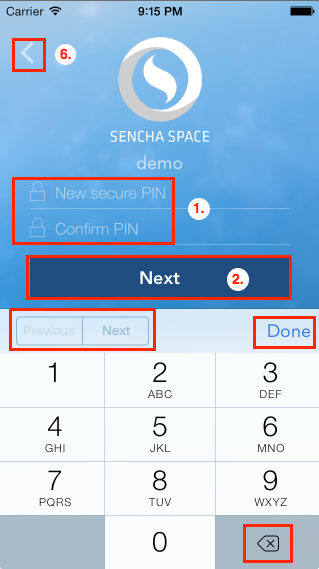 Carrier 9:15 PM
6.
SENCHA SPACE
demo
New secure PIN
1.
Confirm PIN
Next 2.
Previous Next Done
1 2 3
ABC DEF
4 5 6
GHI JKL MNO
7 8 9
PQRS TUV WXYZ
0